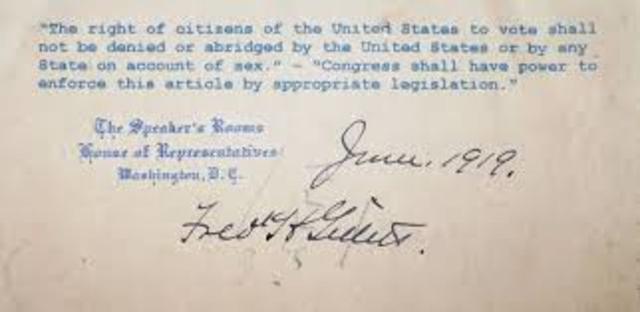 "The right of citizens of the United States to vote shall
not be denied or abridged by the United States or by any
State on account of sex." - "Congress shall have power to
enforce this article by appropriate legislation."
The Speaker's Rooms
House of Representatives
Washington, D.C.
June. 1919.
Fredk H Gillett.